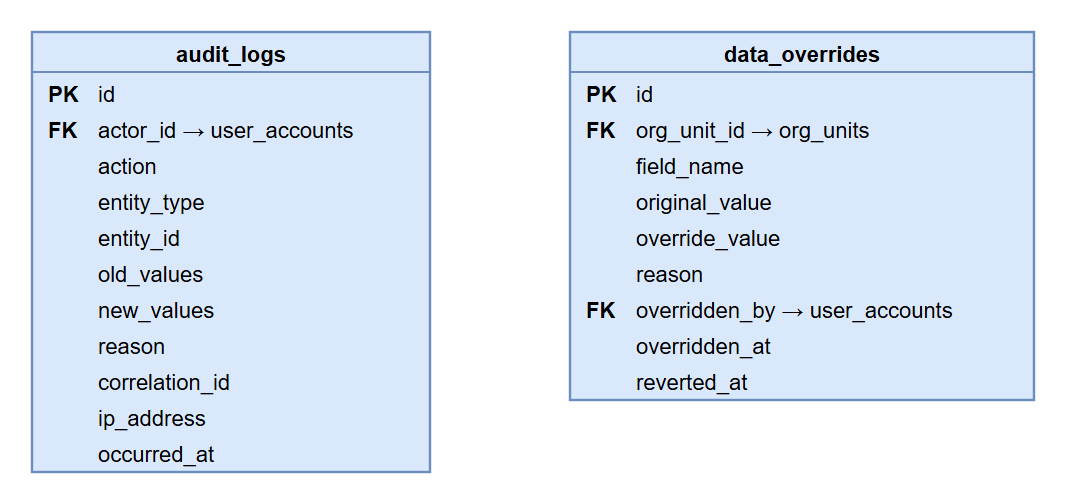 audit_logs
PK id
FK actor_id → user_accounts
action
entity_type
entity_id
old_values
new_values
reason
correlation_id
ip_address
occurred_at
data_overrides
PK id
FK org_unit_id → org_units
field_name
original_value
override_value
reason
FK overridden_by → user_accounts
overridden_at
reverted_at